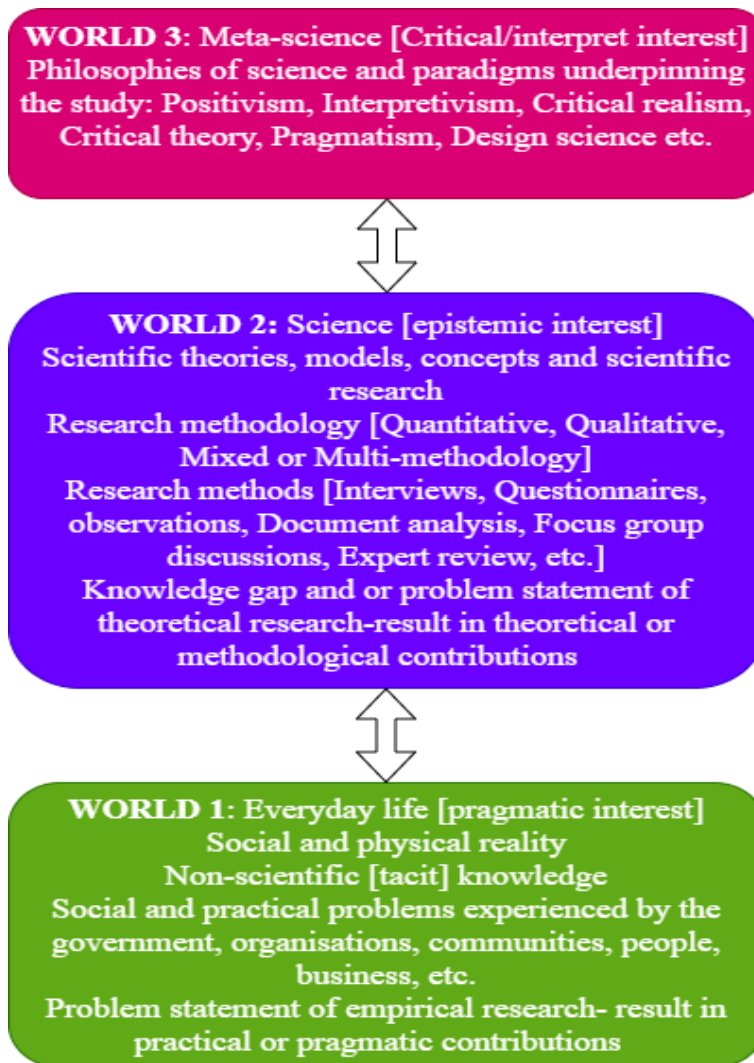 WORLD 3: Meta-science [Critical/interpret interest]
Philosophies of science and paradigms underpinning
the study: Positivism, Interpretivism, Critical realism,
Critical theory, Pragmatism, Design science etc.
WORLD 2: Science [epistemic interest]
Scientific theories, models, concepts and scientific
research
Research methodology [Quantitative, Qualitative,
Mixed or Multi-methodology]
Research methods [Interviews, Questionnaires,
observations, Document analysis, Focus group
discussions, Expert review, etc.]
Knowledge gap and or problem statement of
theoretical research-result in theoretical or
methodological contributions
WORLD 1: Everyday life [pragmatic interest]
Social and physical reality
Non-scientific [tacit] knowledge
Social and practical problems experienced by the
government, organisations, communities, people,
business, etc.
Problem statement of empirical research- result in
practical or pragmatic contributions